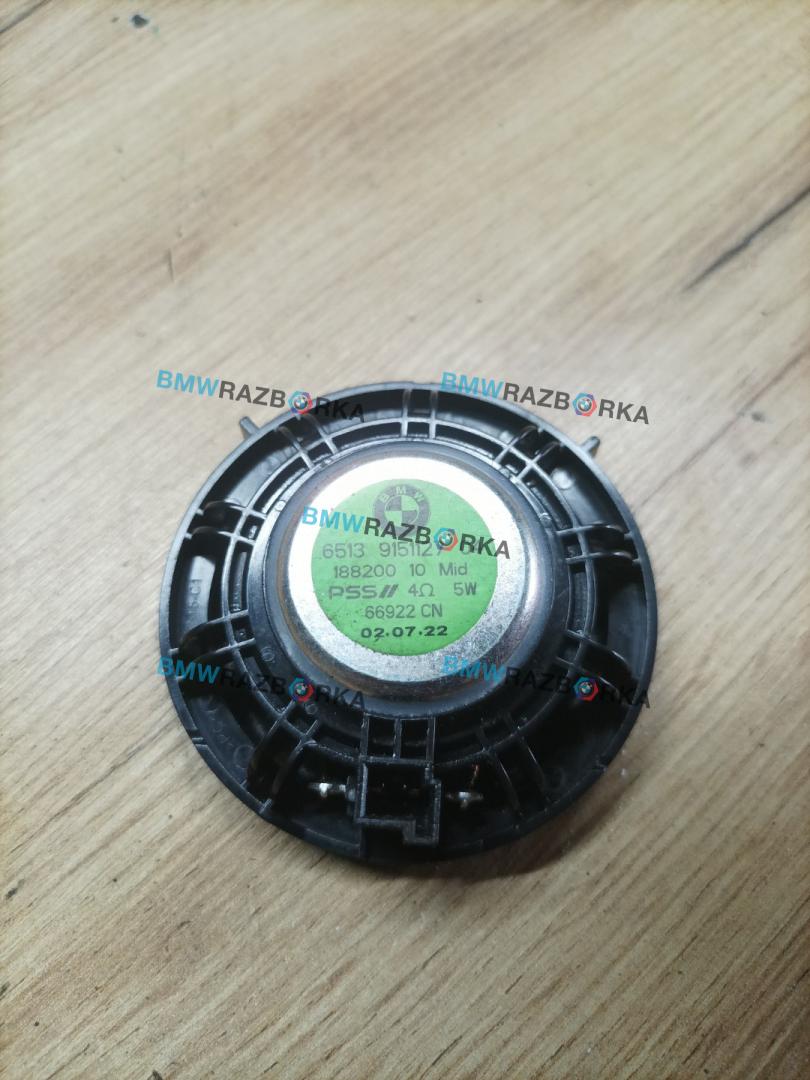 BMWRAZBORKA
BMWRAZBORKA
BMW
BMWRAZBORKA
6513 9151127
188200 10 Mid
PSS// 4Ω 5W
66922 CN
02.07.22
BMWRAZBORKA
BMWRAZBORKA